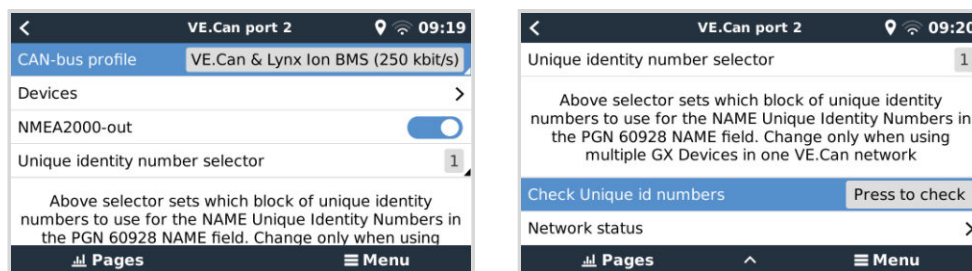 VE.Can port 2 09:19
CAN-bus profile VE.Can & Lynx Ion BMS (250 kbit/s)
Devices
NMEA2000-out
Unique identity number selector 1
Above selector sets which block of unique identity
numbers to use for the NAME Unique Identity Numbers in
the PGN 60928 NAME field. Change only when using
Pages Menu
VE.Can port 2 09:20
Unique identity number selector 1
Above selector sets which block of unique identity
numbers to use for the NAME Unique Identity Numbers in
the PGN 60928 NAME field. Change only when using
multiple GX Devices in one VE.Can network
Check Unique id numbers Press to check
Network status
Pages Menu